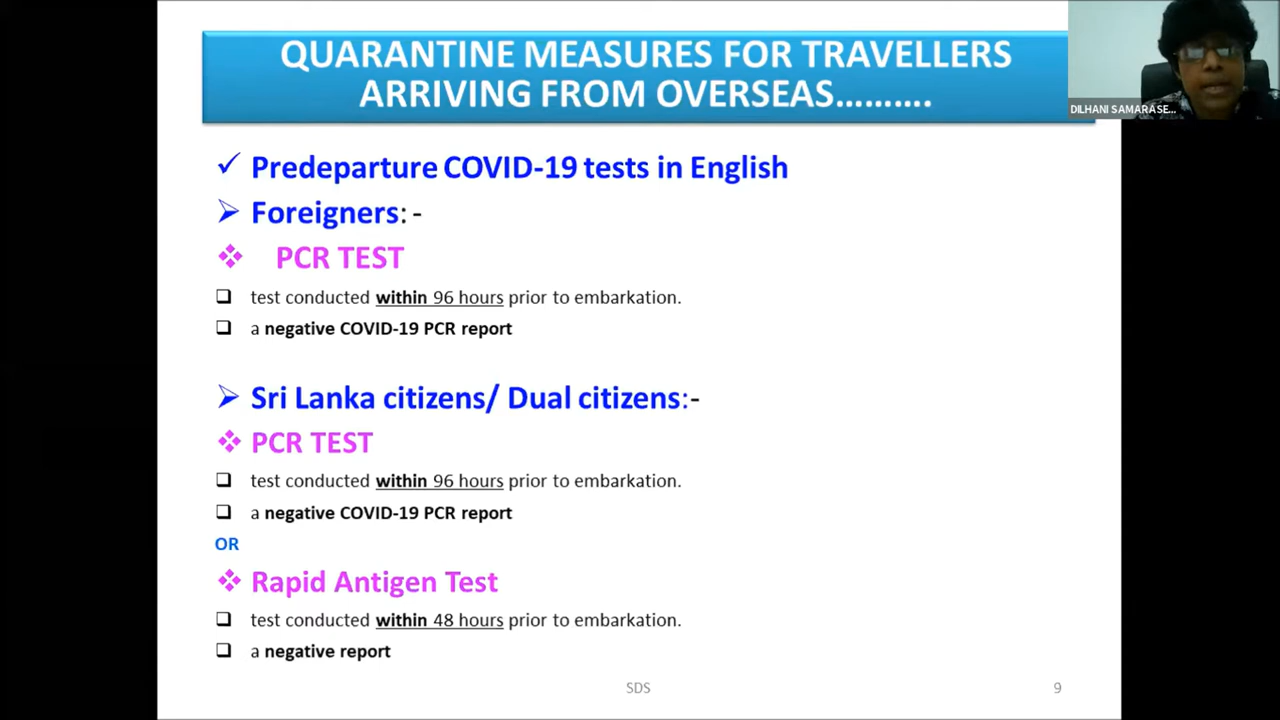 QUARANTINE MEASURES FOR TRAVELLERS
ARRIVING FROM OVERSEAS……….
DILHANI SAMARASE...
✓ Predeparture COVID-19 tests in English
➢ Foreigners: -
❖ PCR TEST
❑ test conducted within 96 hours prior to embarkation.
❑ a negative COVID-19 PCR report
➢ Sri Lanka citizens/ Dual citizens:-
❖ PCR TEST
❑ test conducted within 96 hours prior to embarkation.
❑ a negative COVID-19 PCR report
OR
❖ Rapid Antigen Test
❑ test conducted within 48 hours prior to embarkation.
❑ a negative report
SDS
9